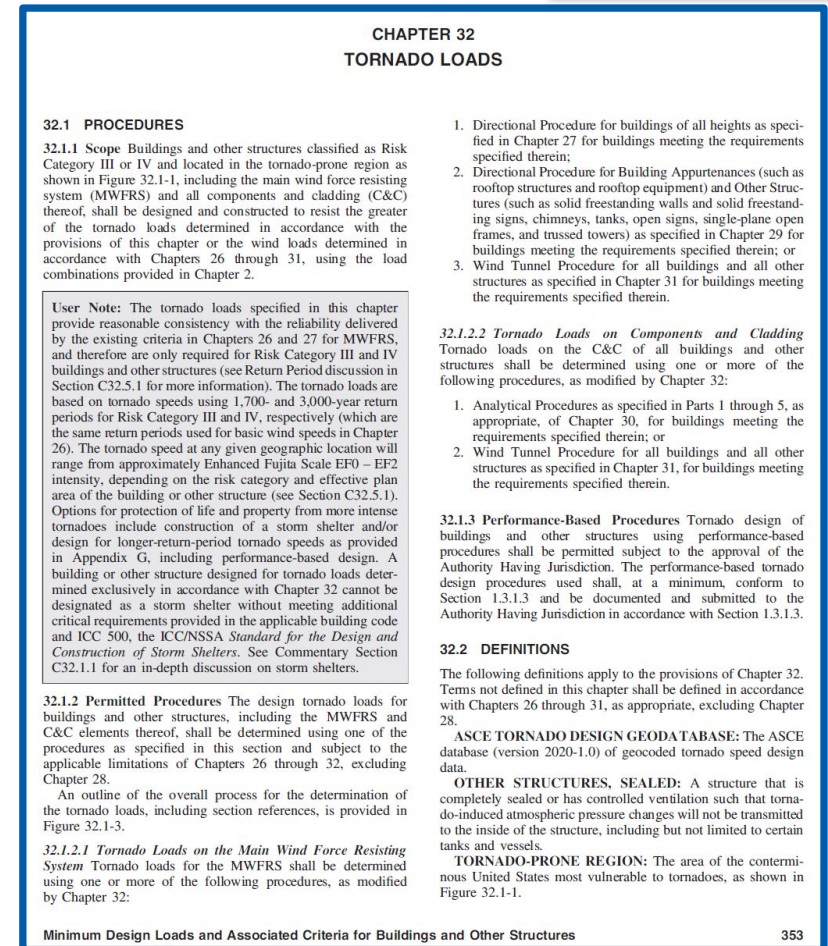 CHAPTER 32
TORNADO LOADS
32.1 PROCEDURES
32.1.1 Scope Buildings and other structures classified as Risk
Category III or IV and located in the tornado-prone region as
shown in Figure 32.1-1, including the main wind force resisting
system (MWFRS) and all components and cladding (C&C)
thereof, shall be designed and constructed to resist the greater
of the tornado loads determined in accordance with the
provisions of this chapter or the wind loads determined in
accordance with Chapters 26 through 31, using the load
combinations provided in Chapter 2.
User Note: The tornado loads specified in this chapter
provide reasonable consistency with the reliability delivered
by the existing criteria in Chapters 26 and 27 for MWFRS,
and therefore are only required for Risk Category III and IV
buildings and other structures (see Return Period discussion in
Section C32.5.1 for more information). The tornado loads are
based on tornado speeds using 1,700- and 3,000-year return
periods for Risk Category III and IV, respectively (which are
the same return periods used for basic wind speeds in Chapter
26). The tornado speed at any given geographic location will
range from approximately Enhanced Fujita Scale EF0 – EF2
intensity, depending on the risk category and effective plan
area of the building or other structure (see Section C32.5.1).
Options for protection of life and property from more intense
tornadoes include construction of a storm shelter and/or
design for longer-return-period tornado speeds as provided
in Appendix G, including performance-based design. A
building or other structure designed for tornado loads deter-
mined exclusively in accordance with Chapter 32 cannot be
designated as a storm shelter without meeting additional
critical requirements provided in the applicable building code
and ICC 500, the ICC/NSSA Standard for the Design and
Construction of Storm Shelters. See Commentary Section
C32.1.1 for an in-depth discussion on storm shelters.
32.1.2 Permitted Procedures The design tornado loads for
buildings and other structures, including the MWFRS and
C&C elements thereof, shall be determined using one of the
procedures as specified in this section and subject to the
applicable limitations of Chapters 26 through 32, excluding
Chapter 28.
An outline of the overall process for the determination of
the tornado loads, including section references, is provided in
Figure 32.1-3.
32.1.2.1 Tornado Loads on the Main Wind Force Resisting
System Tornado loads for the MWFRS shall be determined
using one or more of the following procedures, as modified
by Chapter 32:
1. Directional Procedure for buildings of all heights as speci-
fied in Chapter 27 for buildings meeting the requirements
specified therein;
2. Directional Procedure for Building Appurtenances (such as
rooftop structures and rooftop equipment) and Other Struc-
tures (such as solid freestanding walls and solid freestand-
ing signs, chimneys, tanks, open signs, single-plane open
frames, and trussed towers) as specified in Chapter 29 for
buildings meeting the requirements specified therein; or
3. Wind Tunnel Procedure for all buildings and all other
structures as specified in Chapter 31 for buildings meeting
the requirements specified therein.
32.1.2.2 Tornado Loads on Components and Cladding
Tornado loads on the C&C of all buildings and other
structures shall be determined using one or more of the
following procedures, as modified by Chapter 32:
1. Analytical Procedures as specified in Parts 1 through 5, as
appropriate, of Chapter 30, for buildings meeting the
requirements specified therein; or
2. Wind Tunnel Procedure for all buildings and all other
structures as specified in Chapter 31, for buildings meeting
the requirements specified therein.
32.1.3 Performance-Based Procedures Tornado design of
buildings and other structures using performance-based
procedures shall be permitted subject to the approval of the
Authority Having Jurisdiction. The performance-based tornado
design procedures used shall, at a minimum, conform to
Section 1.3.1.3 and be documented and submitted to the
Authority Having Jurisdiction in accordance with Section 1.3.1.3.
32.2 DEFINITIONS
The following definitions apply to the provisions of Chapter 32.
Terms not defined in this chapter shall be defined in accordance
with Chapters 26 through 31, as appropriate, excluding Chapter
28.
ASCE TORNADO DESIGN GEODATABASE: The ASCE
database (version 2020-1.0) of geocoded tornado speed design
data.
OTHER STRUCTURES, SEALED: A structure that is
completely sealed or has controlled ventilation such that torna-
do-induced atmospheric pressure changes will not be transmitted
to the inside of the structure, including but not limited to certain
tanks and vessels.
TORNADO-PRONE REGION: The area of the contermi-
nous United States most vulnerable to tornadoes, as shown in
Figure 32.1-1.
Minimum Design Loads and Associated Criteria for Buildings and Other Structures 353